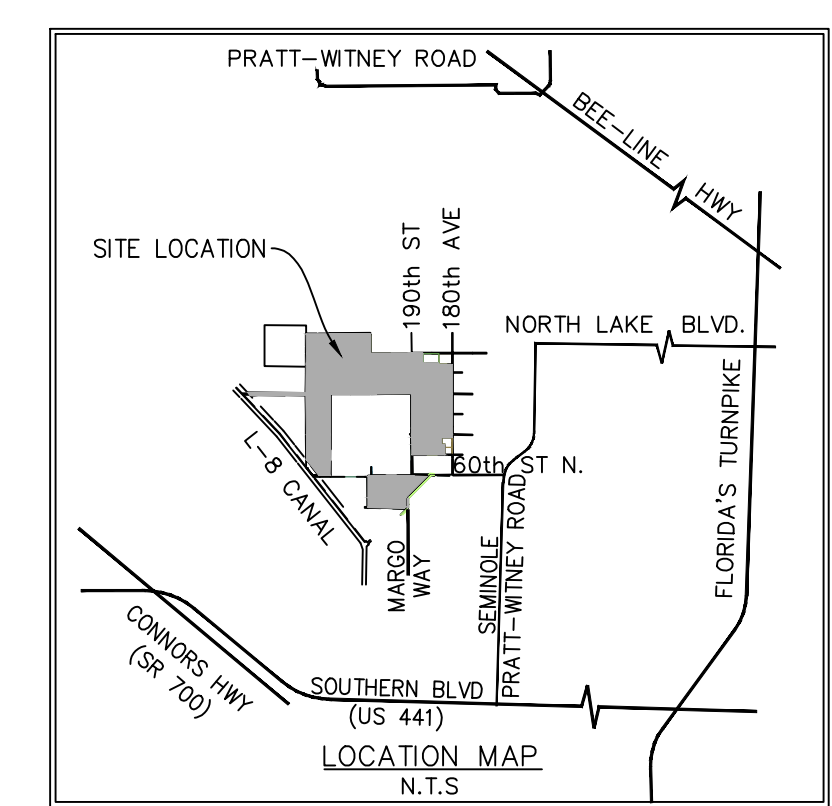 PRATT-WITNEY ROAD
BEE-LINE
HWY
SITE LOCATION
190th ST
180th AVE
NORTH LAKE BLVD.
FLORIDA'S TURNPIKE
L-8 CANAL
60th ST N.
MARGO
WAY
SEMINOLE
PRATT-WITNEY ROAD
CONNORS HWY
(SR 700)
SOUTHERN BLVD
(US 441)
LOCATION MAP
N.T.S